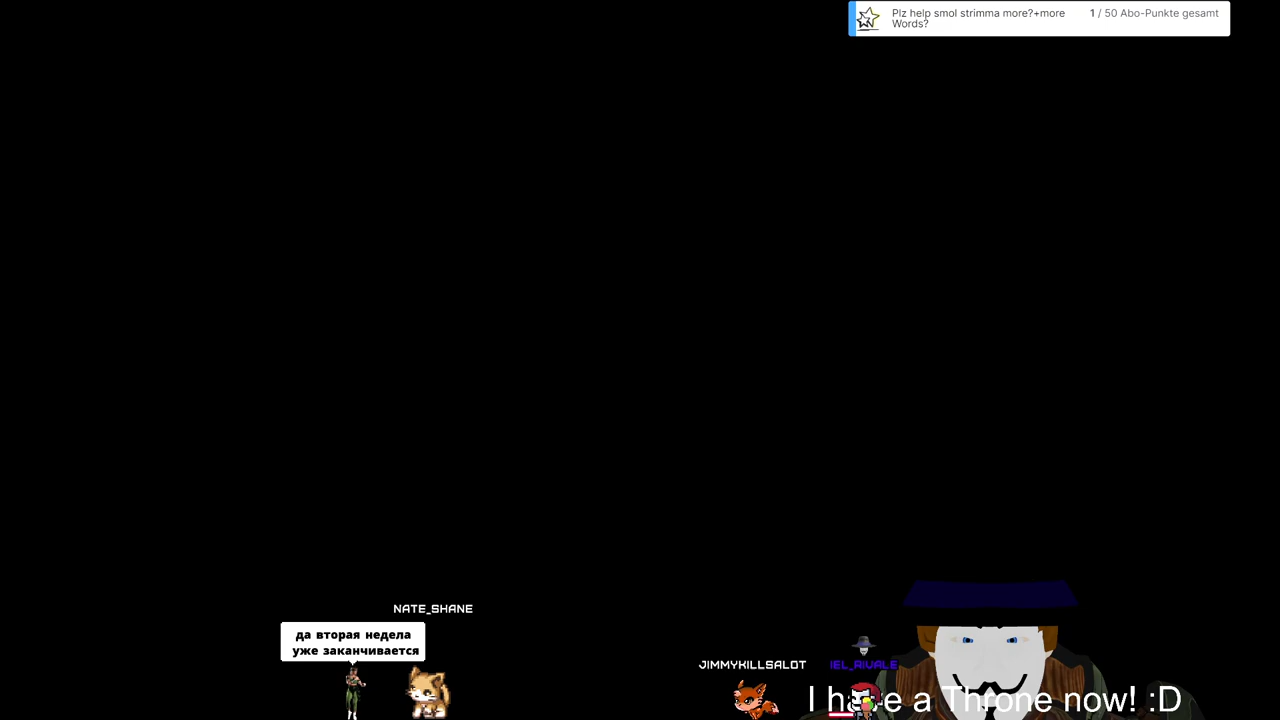 Plz help smol strimma more?+more
Words?
1 / 50 Abo-Punkte gesamt
NATE_SHANE
да вторая недела
уже заканчивается
JIMMYKILLSALOT
IEL_RIVALE
I have a Throne now! :D